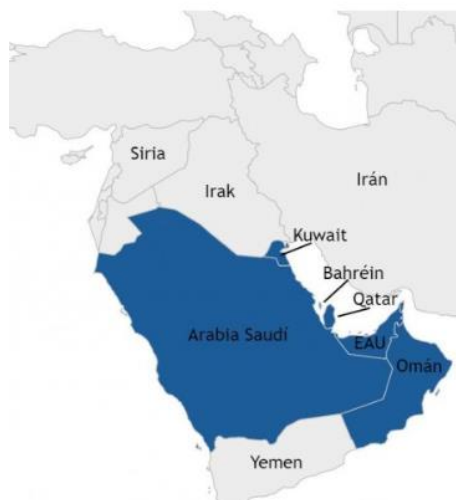 Siria
Irak
Irán
Kuwait
Bahréin
Qatar
Arabia Saudí
EAU
Omán
Yemen